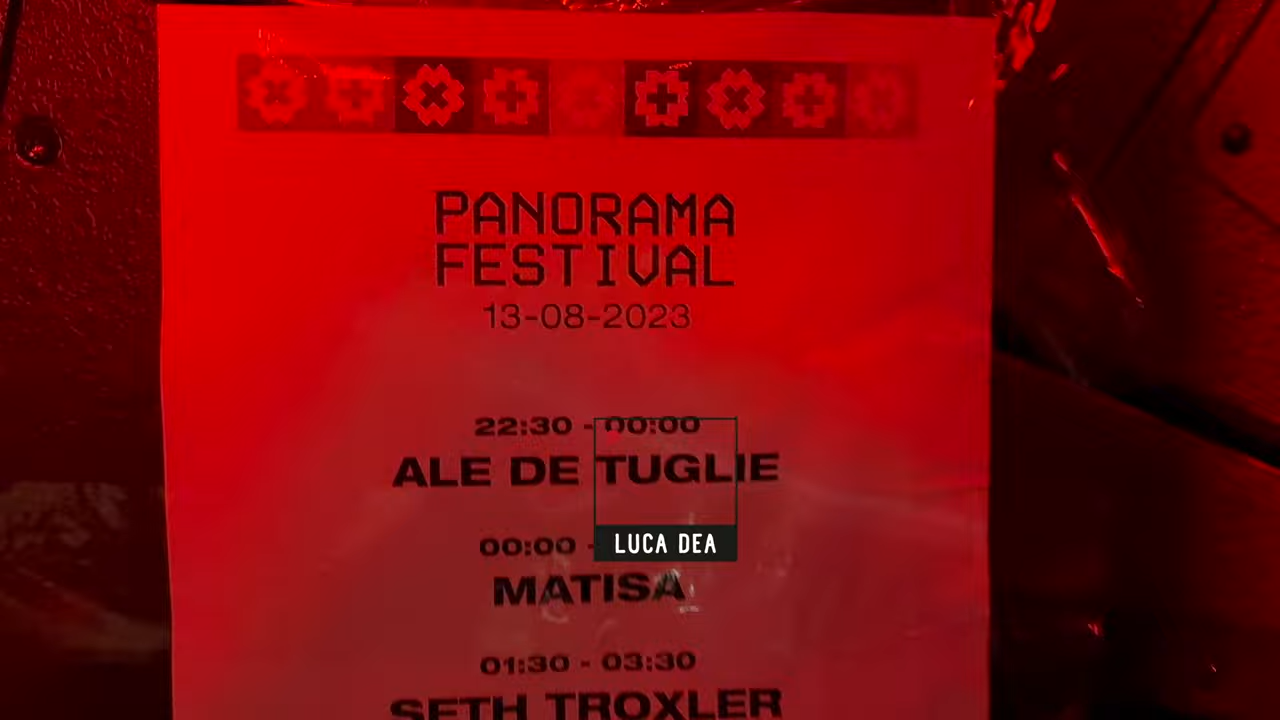 PANORAMA
FESTIVAL
13-08-2023
22:30 - 00:00
ALE DE TUGLIE
00:00 -
LUCA DEA
MATISA
01:30 - 03:30
SETH TROXLER